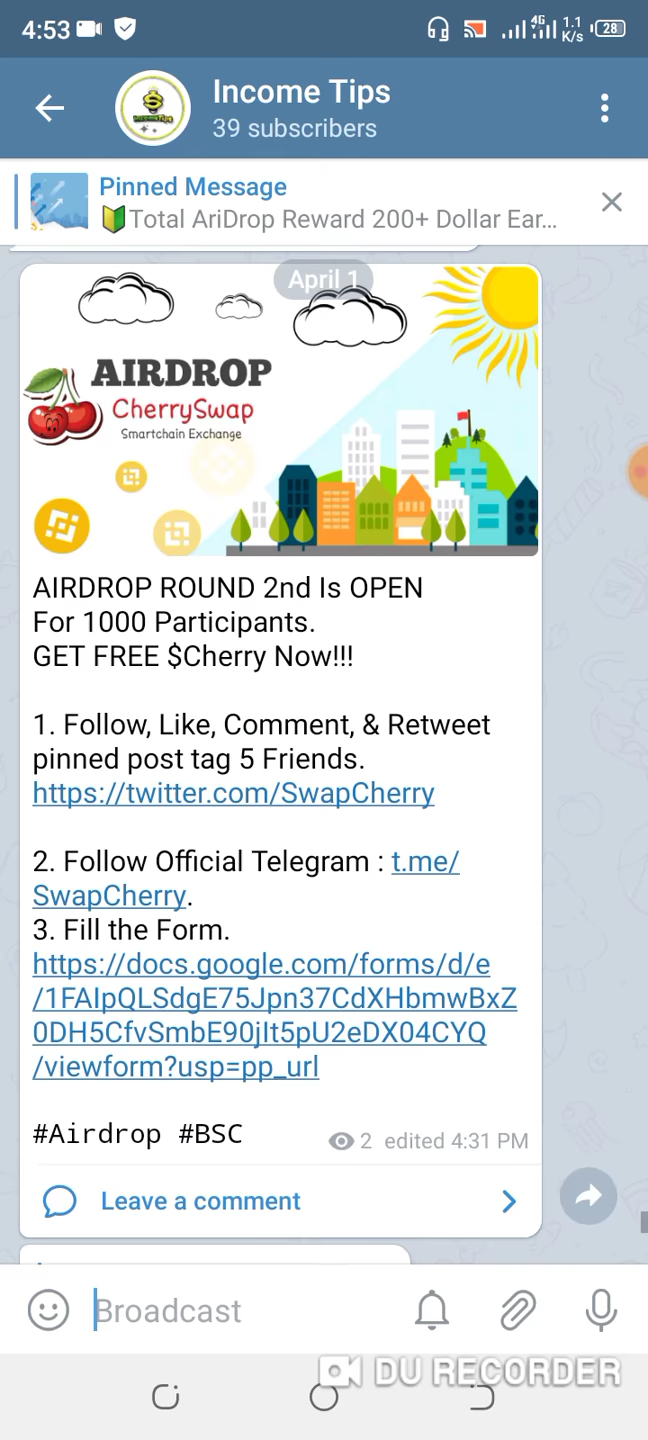 4:53
4G
1.1
K/s
28
Income Tips
39 subscribers
Pinned Message
Total AriDrop Reward 200+ Dollar Ear...
April 1
AIRDROP
CherrySwap
Smartchain Exchange
AIRDROP ROUND 2nd Is OPEN
For 1000 Participants.
GET FREE $Cherry Now!!!
1. Follow, Like, Comment, & Retweet
pinned post tag 5 Friends.
https://twitter.com/SwapCherry
2. Follow Official Telegram : t.me/
SwapCherry.
3. Fill the Form.
https://docs.google.com/forms/d/e
/1FAIpQLSdgE75Jpn37CdXHbmwBxZ
0DH5CfvSmbE90jIt5pU2eDX04CYQ
/viewform?usp=pp_url
#Airdrop #BSC
2 edited 4:31 PM
Leave a comment
Broadcast
DU RECORDER